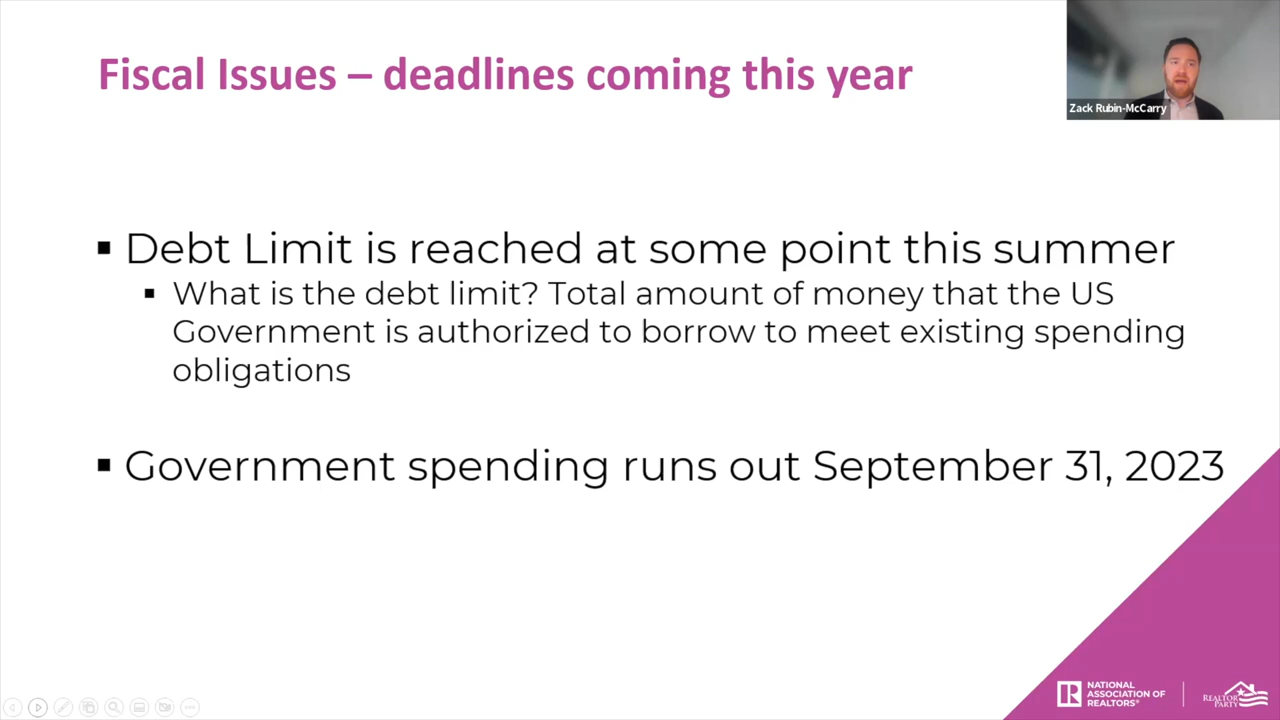 Fiscal Issues – deadlines coming this year
Zack Rubin-McCarry
▪ Debt Limit is reached at some point this summer
▪ What is the debt limit? Total amount of money that the US
Government is authorized to borrow to meet existing spending
obligations
▪ Government spending runs out September 31, 2023
NATIONAL
ASSOCIATION OF
REALTORS®
REALTOR
PARTY